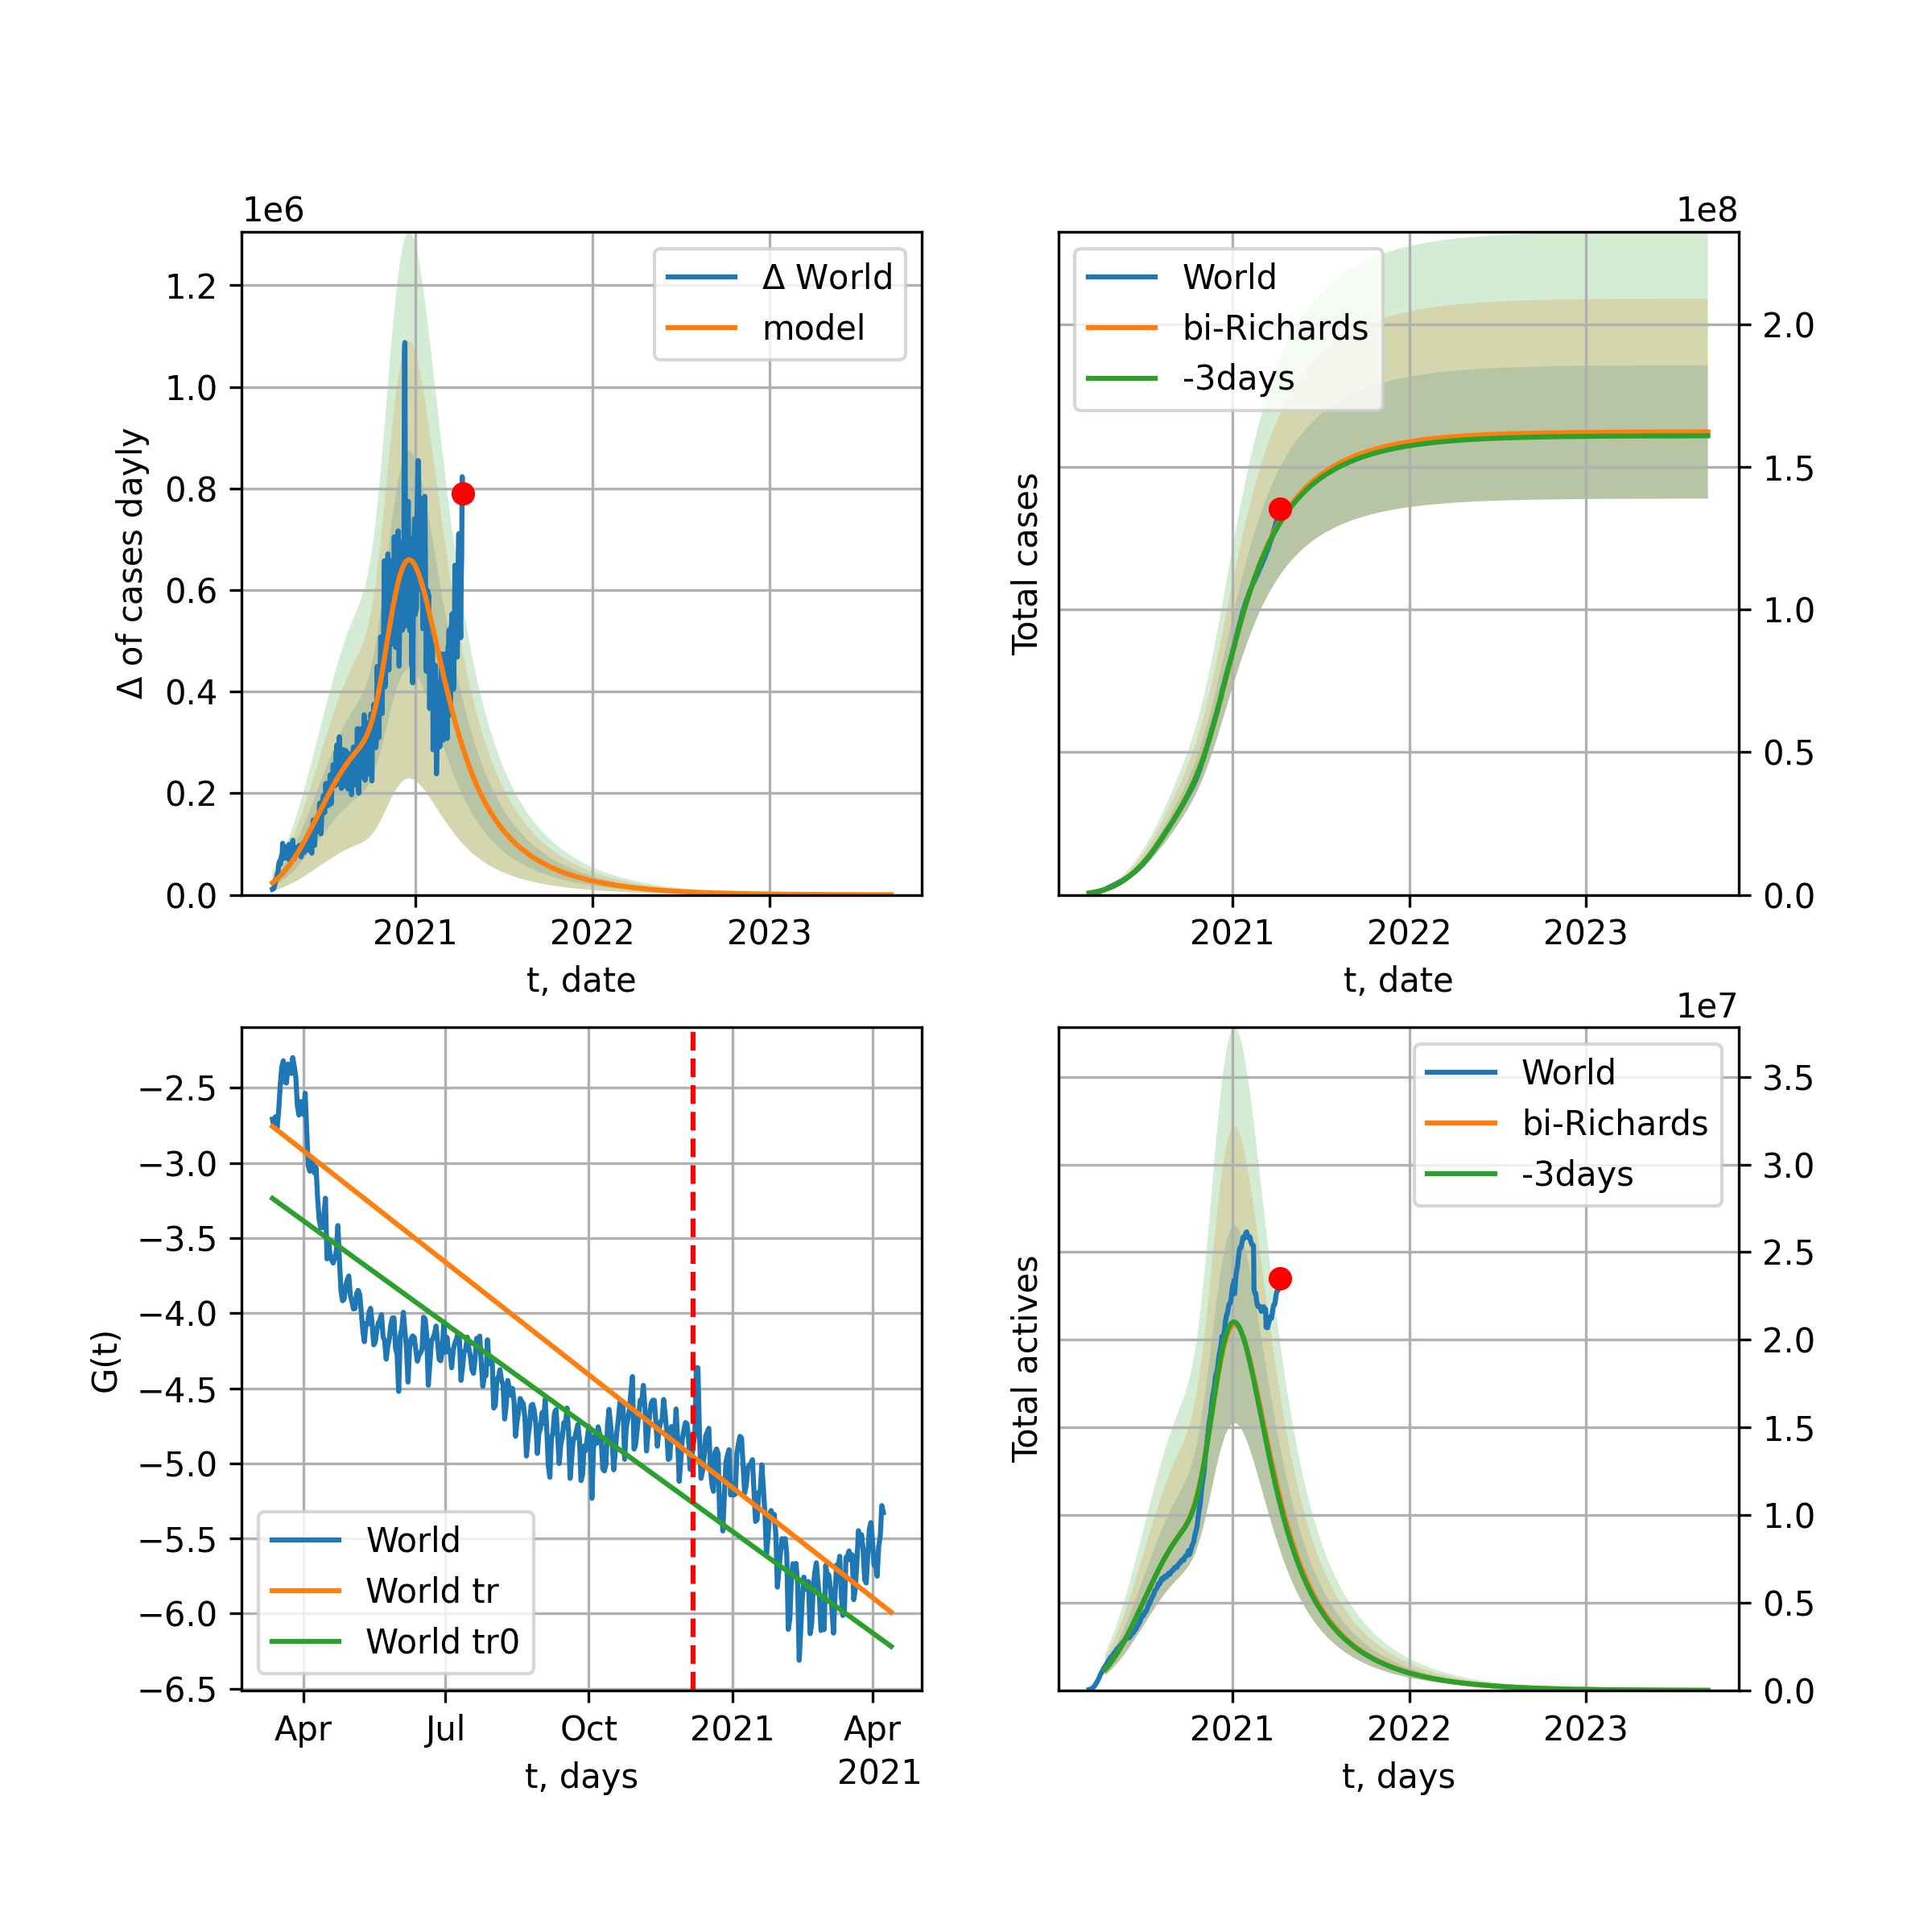 1e6
1.2
1.0
0.8
0.6
0.4
0.2
0.0
Δ of cases dayly
Δ World
model
2021 2022 2023
t, date
1e8
World
bi-Richards
-3days
Total cases
2.0
1.5
1.0
0.5
0.0
2021 2022 2023
t, date
−2.5
−3.0
−3.5
−4.0
−4.5
−5.0
−5.5
−6.0
−6.5
G(t)
World
World tr
World tr0
Apr Jul Oct 2021 Apr
2021
t, days
1e7
World
bi-Richards
-3days
Total actives
3.5
3.0
2.5
2.0
1.5
1.0
0.5
0.0
2021 2022 2023
t, days